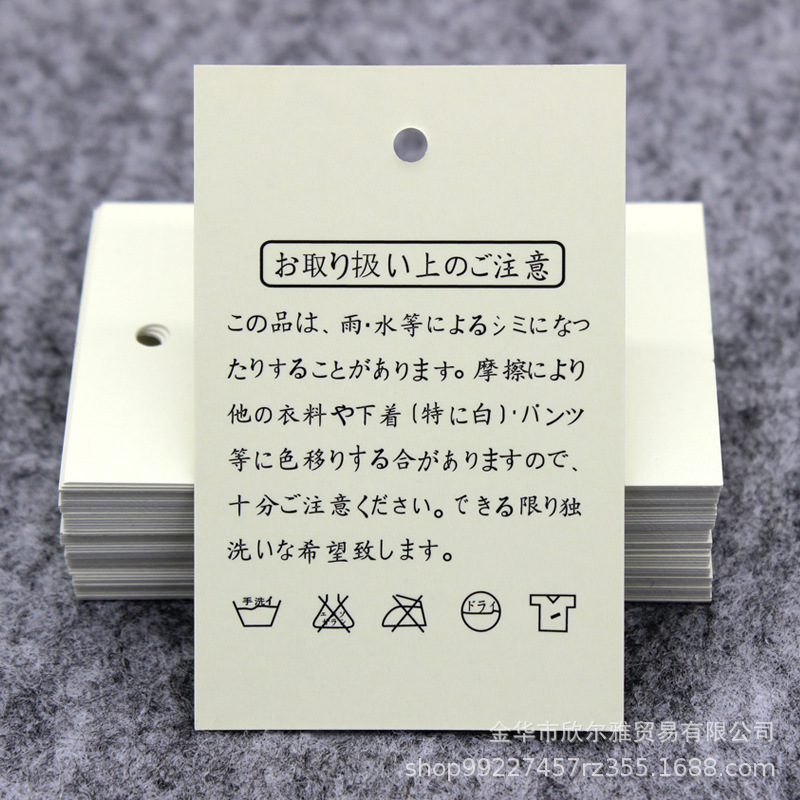 お取り扱い上のご注意
この品は、雨・水等によるシミになっ
たりすることがあります。摩擦により
他の衣料や下着(特に白)・パンツ
等に色移りする合がありますので、
十分ご注意ください。できる限り独
洗いな希望致します。
手洗イ
エンソ
サラシ
ドライ
金华市欣尔雅贸易有限公司
shop99227457rz355.1688.com